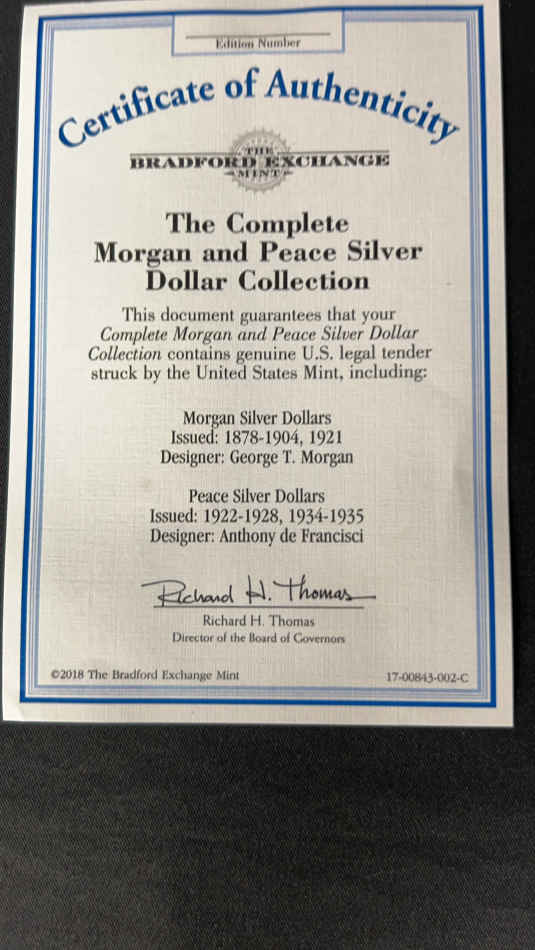 Edition Number
Certificate of Authenticity
THE
BRADFORD EXCHANGE
MINT
The Complete
Morgan and Peace Silver
Dollar Collection
This document guarantees that your
Complete Morgan and Peace Silver Dollar
Collection contains genuine U.S. legal tender
struck by the United States Mint, including:
Morgan Silver Dollars
Issued: 1878-1904, 1921
Designer: George T. Morgan
Peace Silver Dollars
Issued: 1922-1928, 1934-1935
Designer: Anthony de Francisci
Richard H. Thomas
Richard H. Thomas
Director of the Board of Governors
©2018 The Bradford Exchange Mint
17-00843-002-C